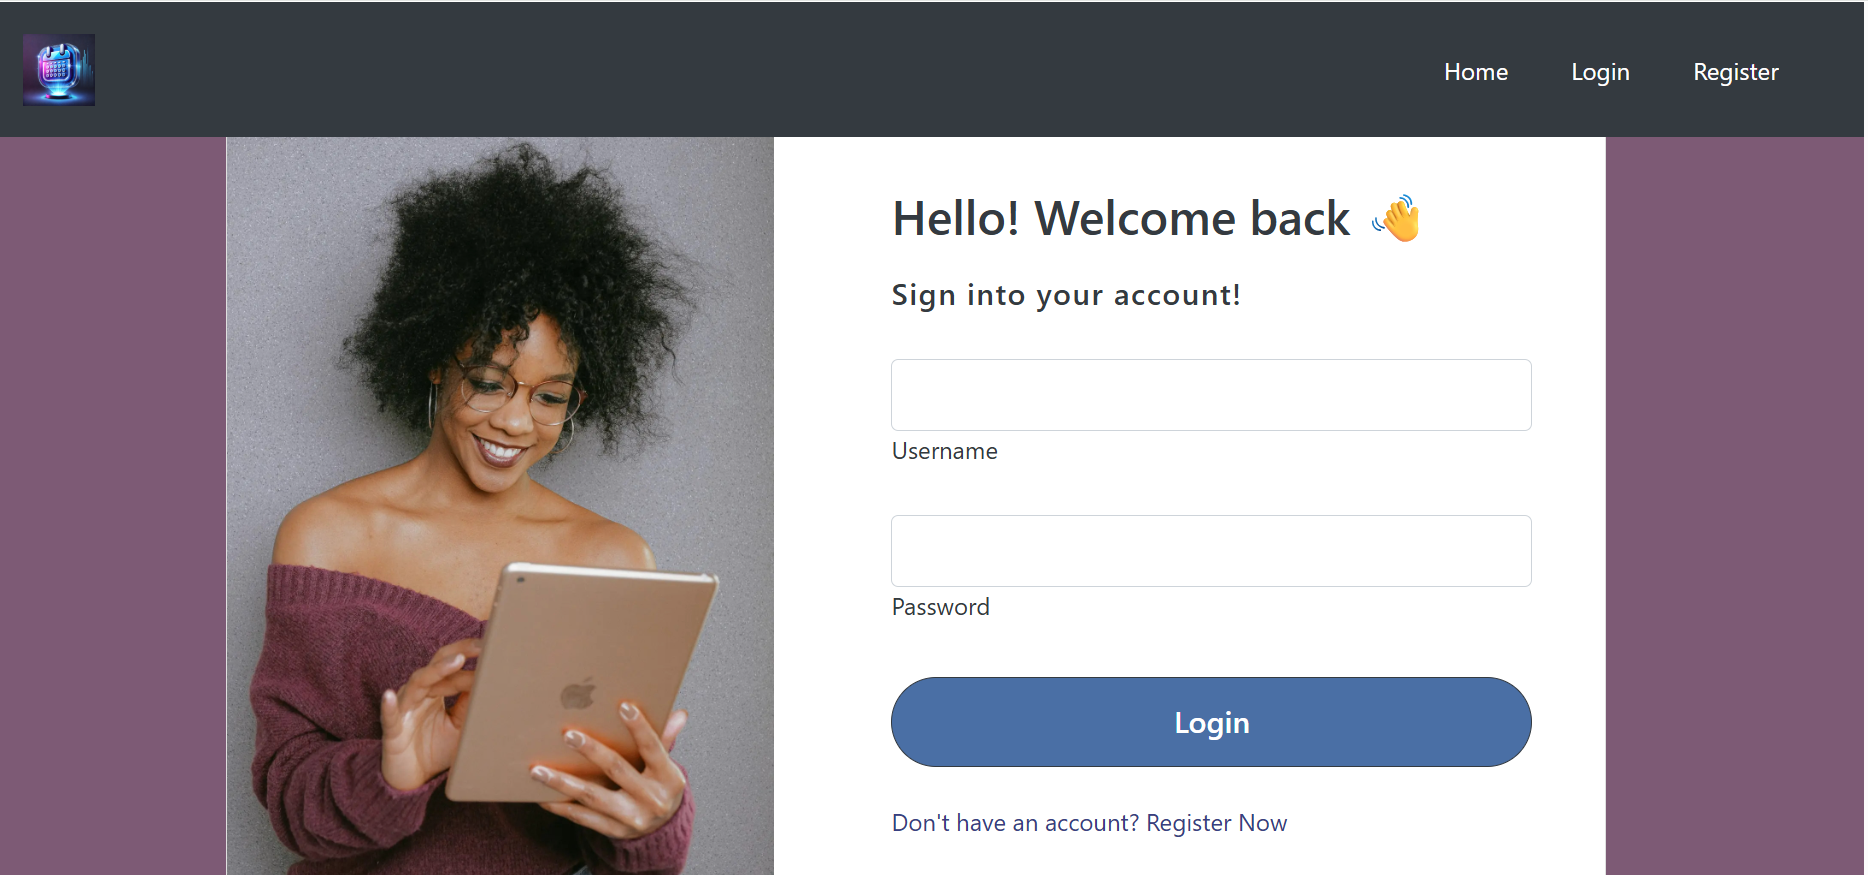 Home Login Register
Hello! Welcome back 👋
Sign into your account!
Username
Password
Login
Don't have an account? Register Now